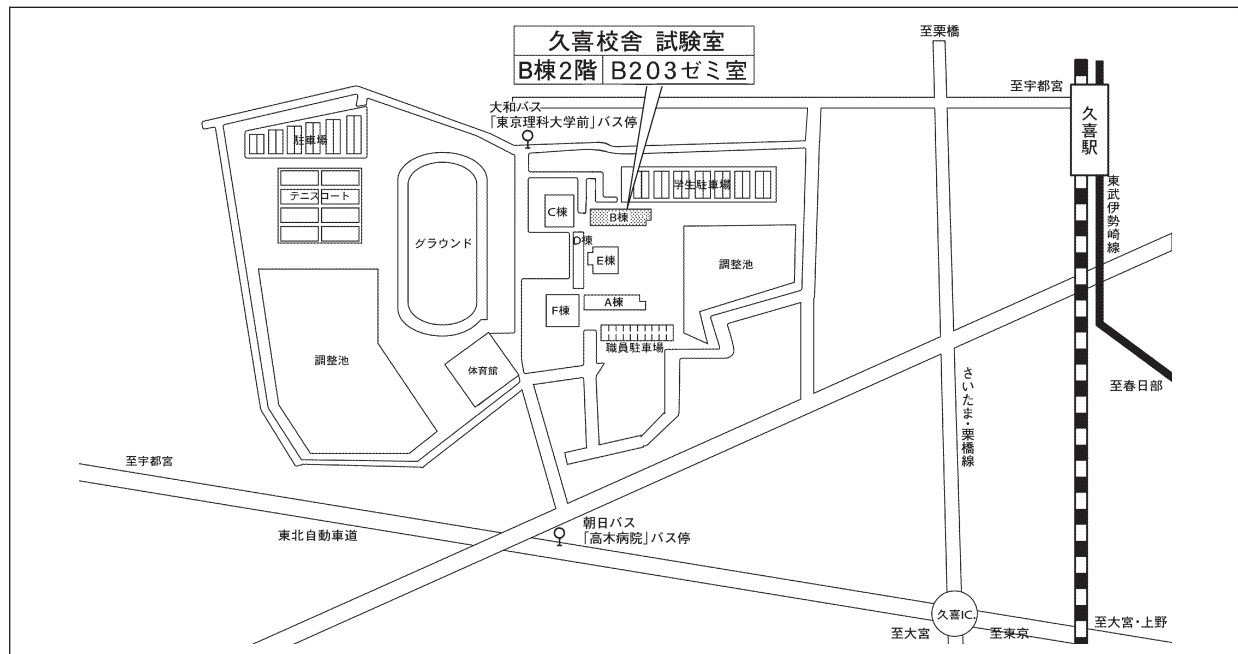 久喜校舎 試験室
B棟2階 B203ゼミ室
至栗橋
至宇都宮
久喜駅
大和バス
「東京理科大学前」バス停
駐車場
学生駐車場
テニスコート
東武伊勢崎線
C棟
B棟
D棟
グラウンド
E棟
調整池
A棟
F棟
職員駐車場
調整池
体育館
さいたま・栗橋線
至春日部
至宇都宮
朝日バス
「高木病院」バス停
東北自動車道
久喜IC.
至大宮・上野
至大宮
至東京